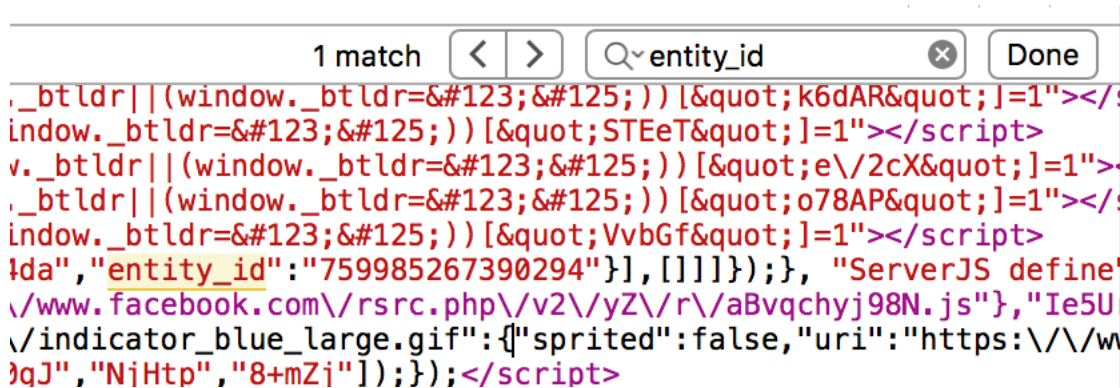 1 match entity_id Done
._btldr||(window._btldr=&#123;&#125;))[&quot;k6dAR&quot;]=1"></s
indow._btldr=&#123;&#125;))[&quot;STEeT&quot;]=1"></script>
w._btldr||(window._btldr=&#123;&#125;))[&quot;e\/2cX&quot;]=1"><
._btldr||(window._btldr=&#123;&#125;))[&quot;o78AP&quot;]=1"></s
indow._btldr=&#123;&#125;))[&quot;VvbGf&quot;]=1"></script>
4da","entity_id":"759985267390294"}],[]]]});}, "ServerJS define"
\/www.facebook.com\/rsrc.php\/v2\/yZ\/r\/aBvqchyj98N.js"},"Ie5U
\/indicator_blue_large.gif":{"sprited":false,"uri":"https:\/\/ww
QqJ","NjHtp","8+mZj"]);});</script>